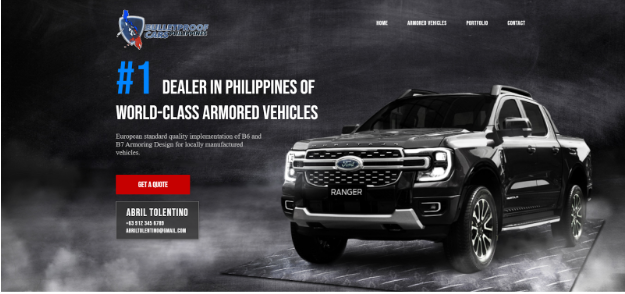 BULLETPROOF
CARS PHILIPPINES
HOME ARMORED VEHICLES PORTFOLIO CONTACT
#1 DEALER IN PHILIPPINES OF
WORLD-CLASS ARMORED VEHICLES
European standard quality implementation of B6 and
B7 Armoring Design for locally manufactured
vehicles.
GET A QUOTE
ABRIL TOLENTINO
+63 912 345 6789
ABRILTOLENTINO@GMAIL.COM
Ford
RANGER